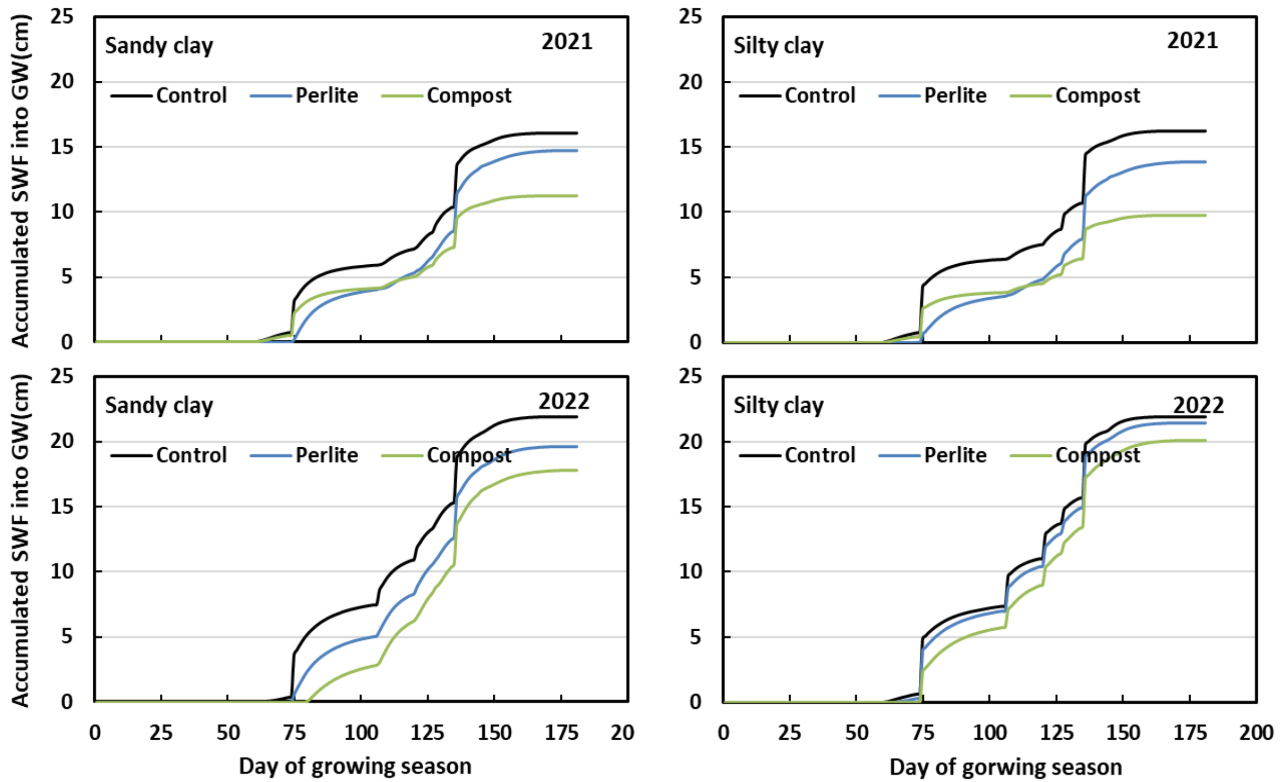 Accumulated SWF into GW(cm)
25
20
15
10
5
0
Sandy clay
2021
Control
Perlite
Compost
25
20
15
10
5
0
Silty clay
2021
Control
Perlite
Compost
Accumulated SWF into GW(cm)
25
20
15
10
5
0
Sandy clay
2022
Control
Perlite
Compost
0 25 50 75 100 125 150 175 20
Day of growing season
25
20
15
10
5
0
Silty clay
2022
Control
Perlite
Compost
0 25 50 75 100 125 150 175 200
Day of gorwing season